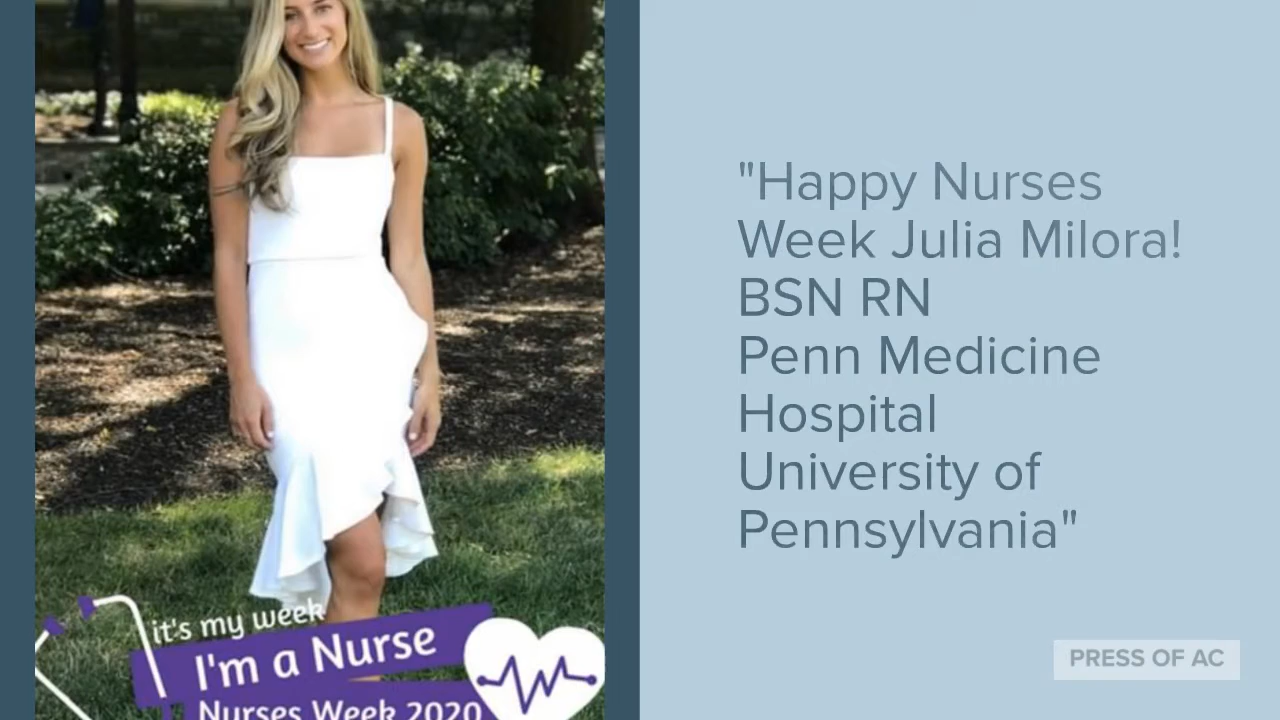 "Happy Nurses
Week Julia Milora!
BSN RN
Penn Medicine
Hospital
University of
Pennsylvania"
it's my week
I'm a Nurse
Nurses Week 2020
PRESS OF AC